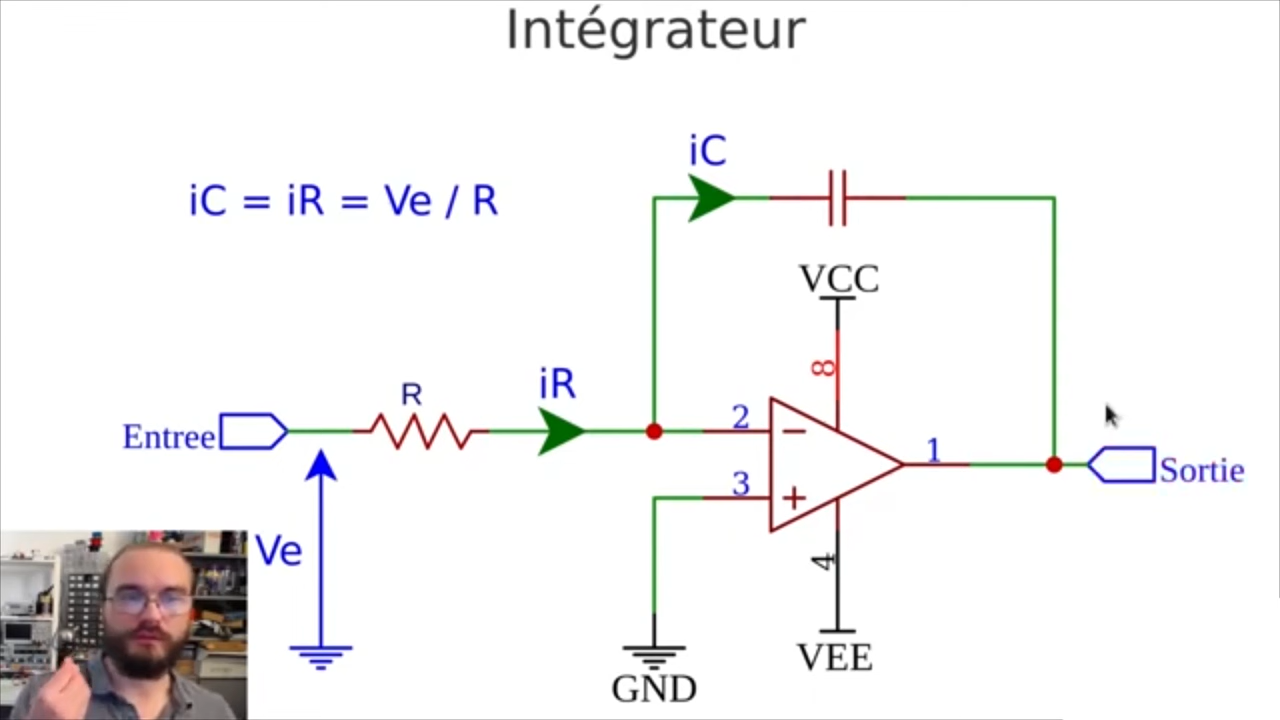 Intégrateur
iC
iC = iR = Ve / R
VCC
8
R
iR
Entree
2
−
1
3
+
Sortie
Ve
4
VEE
GND